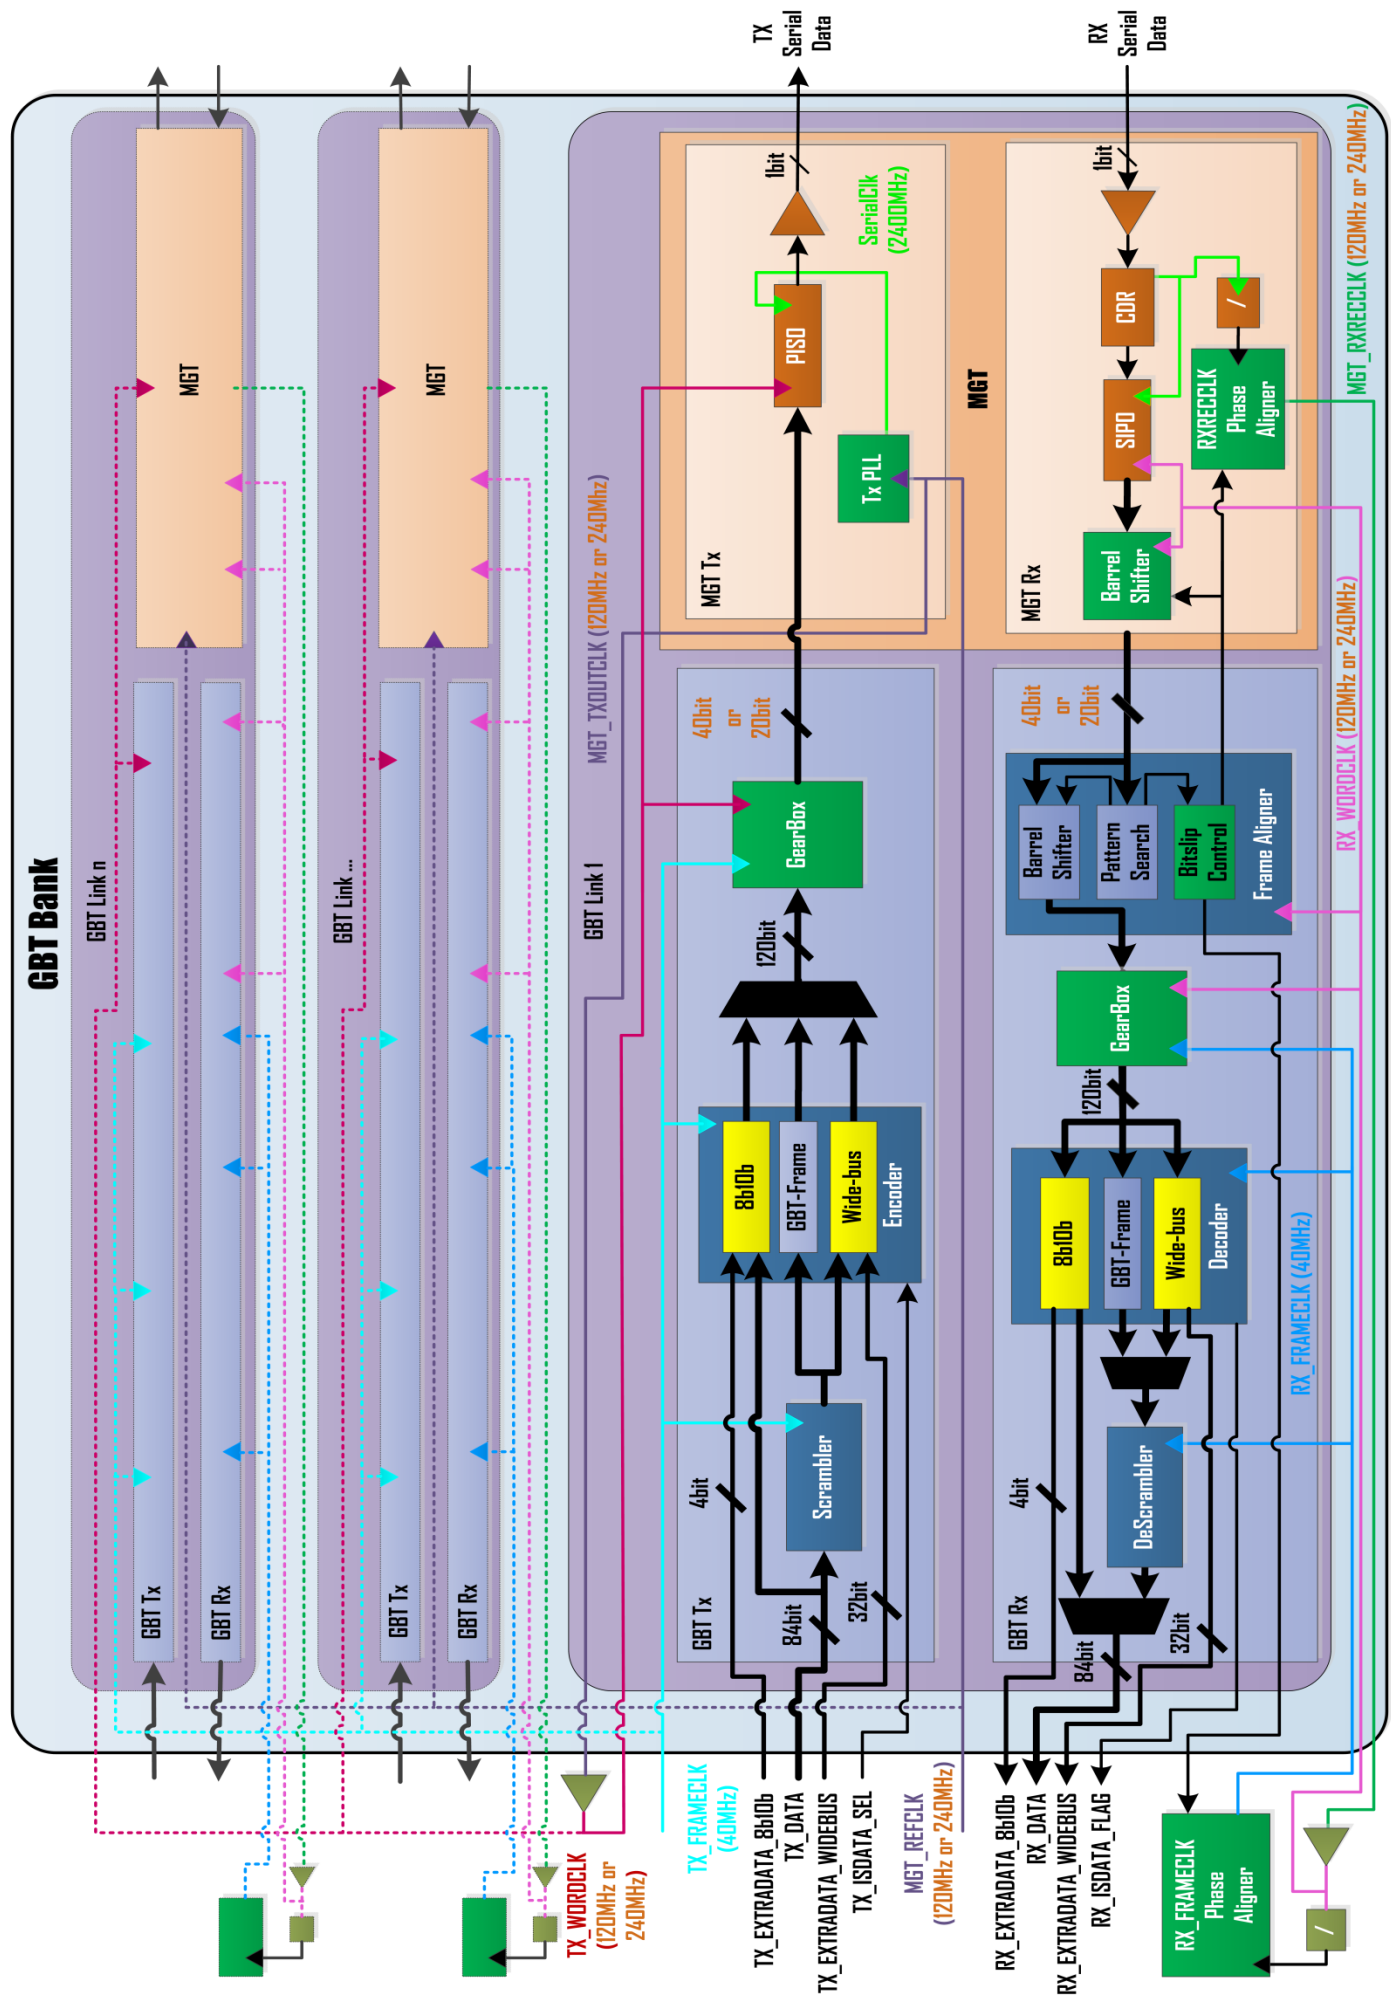 GBT Bank
GBT Link n
GBT Tx
GBT Rx
MGT
GBT Link ...
GBT Tx
GBT Rx
MGT
TX_WORDCLK
(120MHz or
240MHz)
GBT Link 1
MGT_TXOUTCLK (120MHz or 240Mhz)
TX_FRAMECLK
(40MHz)
TX_EXTRADATA_8b10b
TX_DATA
TX_EXTRADATA_WIDEBUS
TX_ISDATA_SEL
MGT_REFCLK
(120MHz or 240MHz)
GBT Tx
4bit
84bit
32bit
Scrambler
8b10b
GBT-Frame
Wide-bus
Encoder
120bit
GearBox
40bit
or
20bit
MGT Tx
Tx PLL
PISO
SerialClk
(2400MHz)
1bit
TX
Serial
Data
MGT
RX_EXTRADATA_8b10b
RX_DATA
RX_EXTRADATA_WIDEBUS
RX_ISDATA_FLAG
GBT Rx
4bit
84bit
32bit
DeScrambler
8b10b
GBT-Frame
Wide-bus
Decoder
120bit
GearBox
Barrel
Shifter
Pattern
Search
Bitslip
Control
Frame Aligner
40bit
or
20bit
MGT Rx
Barrel
Shifter
SIPO
CDR
RXRECCLK
Phase
Aligner
/
1bit
RX
Serial
Data
RX_FRAMECLK
Phase
Aligner
/
RX_FRAMECLK (40MHz)
RX_WORDCLK (120MHz or 240MHz)
MGT_RXRECCLK (120MHz or 240MHz)